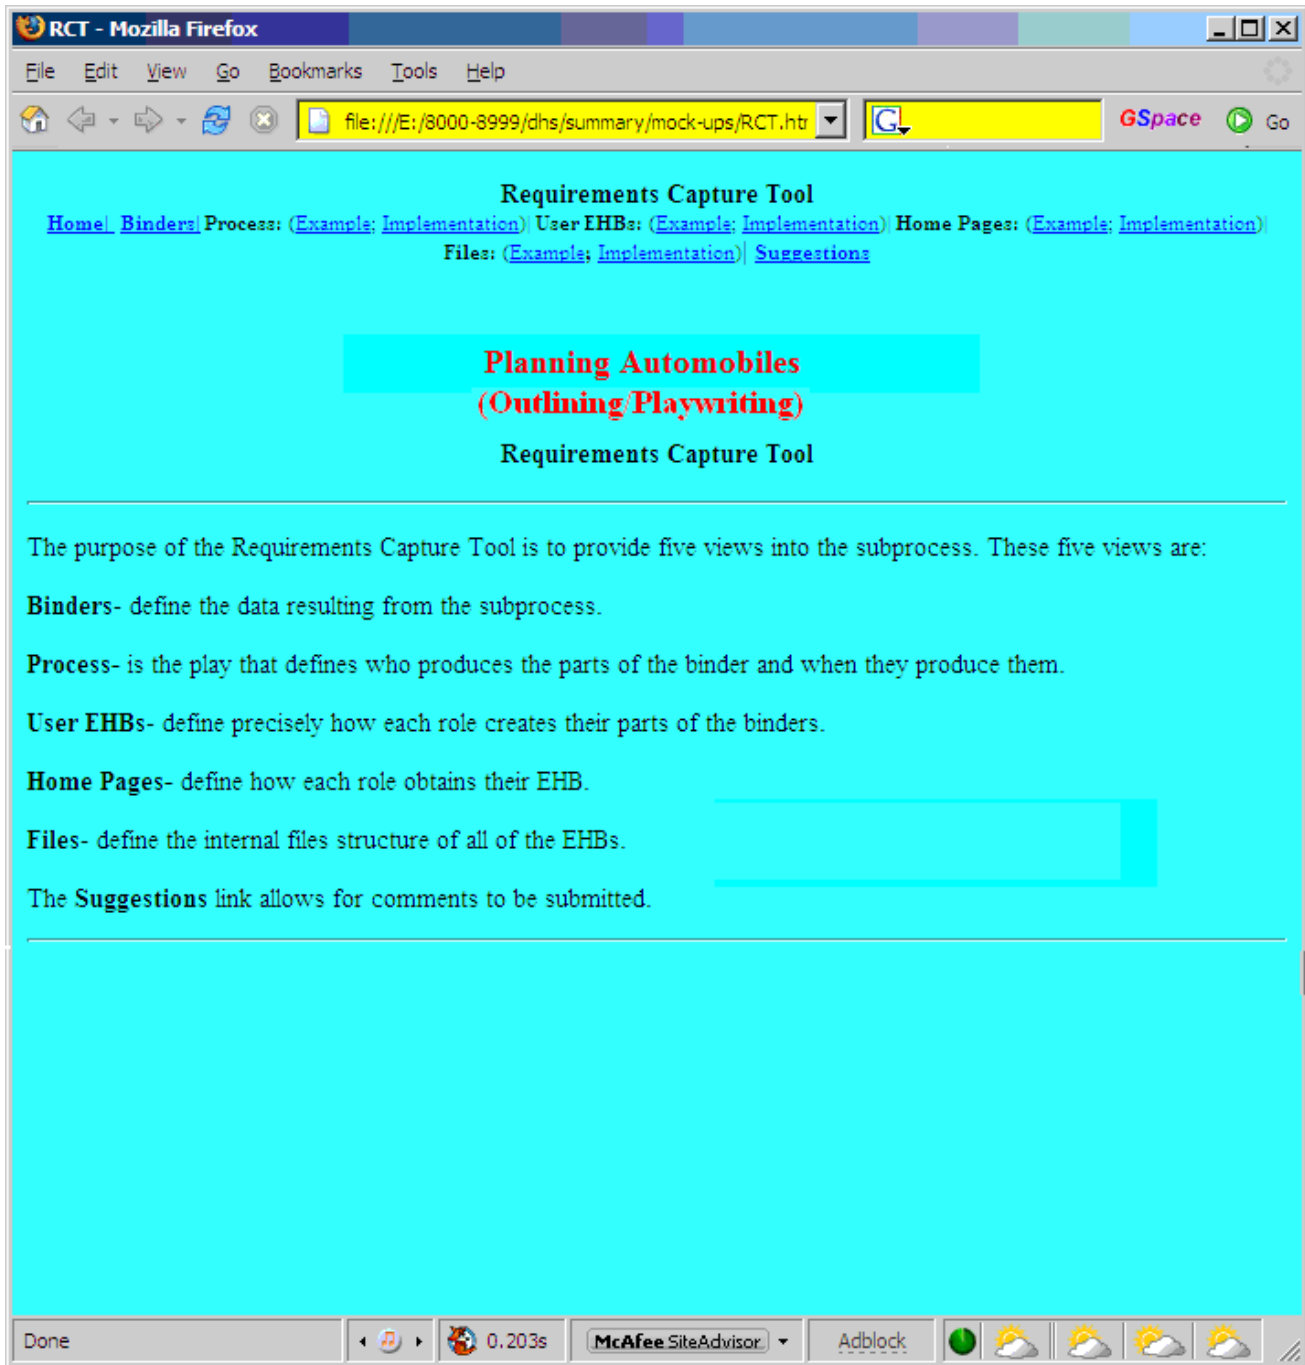 RCT - Mozilla Firefox
File Edit View Go Bookmarks Tools Help
file:///E:/8000-8999/dhs/summary/mock-ups/RCT.htr G GSpace Go
Requirements Capture Tool
Home| Binders| Process: (Example; Implementation)| User EHBs: (Example; Implementation)| Home Pages: (Example; Implementation)|
Files: (Example; Implementation)| Suggestions
Planning Automobiles
(Outlining/Playwriting)
Requirements Capture Tool
The purpose of the Requirements Capture Tool is to provide five views into the subprocess. These five views are:
Binders- define the data resulting from the subprocess.
Process- is the play that defines who produces the parts of the binder and when they produce them.
User EHBs- define precisely how each role creates their parts of the binders.
Home Pages- define how each role obtains their EHB.
Files- define the internal files structure of all of the EHBs.
The Suggestions link allows for comments to be submitted.
Done 0.203s McAfee SiteAdvisor Adblock